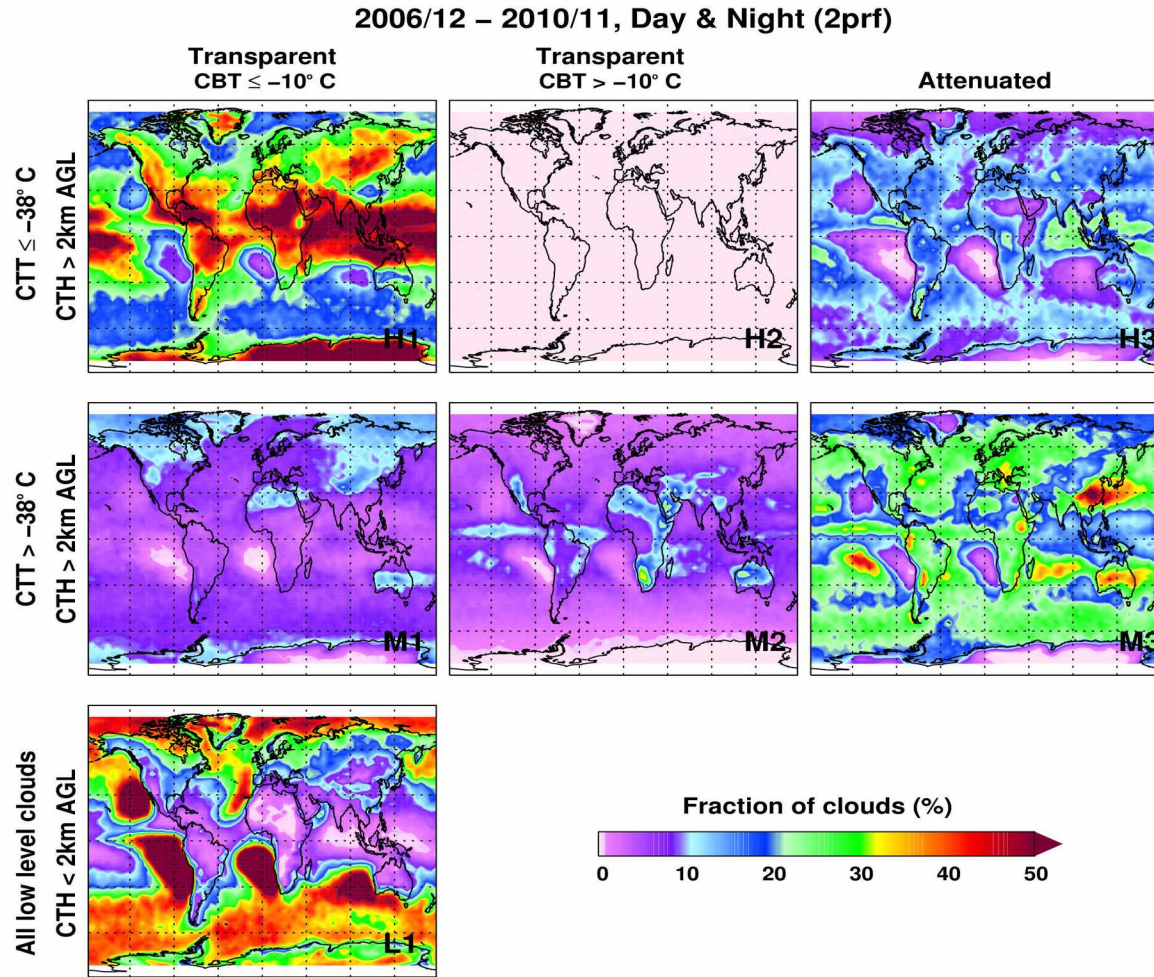 2006/12 – 2010/11, Day & Night (2prf)
Transparent
CBT ≤ –10° C
Transparent
CBT > –10° C
Attenuated
CTT ≤ –38° C
CTH > 2km AGL
H1
H2
H3
CTT > –38° C
CTH > 2km AGL
M1
M2
M3
All low level clouds
CTH < 2km AGL
L1
Fraction of clouds (%)
0 10 20 30 40 50